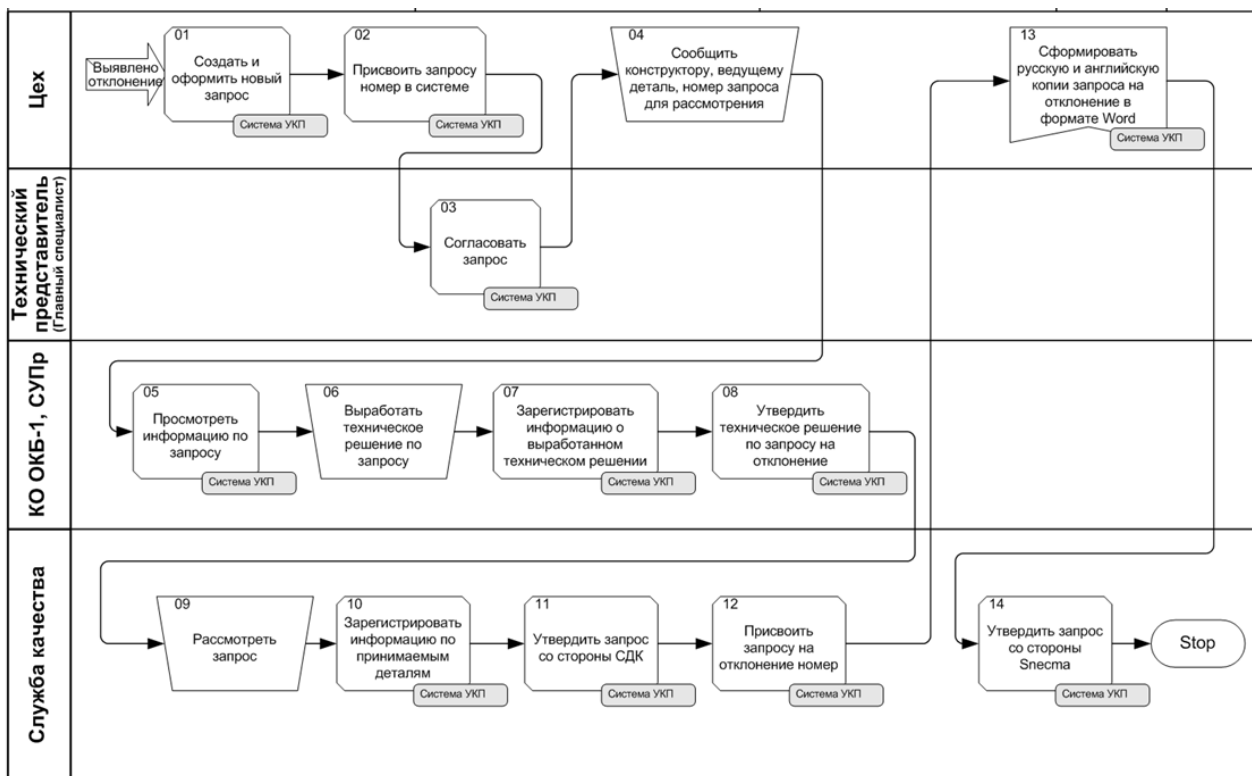 Цех
Выявлено
отклонение
01
Создать и
оформить новый
запрос
Система УКП
02
Присвоить запросу
номер в системе
Система УКП
04
Сообщить
конструктору, ведущему
деталь, номер запроса
для рассмотрения
13
Сформировать
русскую и английскую
копии запроса на
отклонение в
формате Word
Система УКП
Технический
представитель
(Главный специалист)
03
Согласовать
запрос
Система УКП
КО ОКБ-1, СУПр
05
Просмотреть
информацию по
запросу
Система УКП
06
Выработать
техническое
решение по
запросу
07
Зарегистрировать
информацию о
выработанном
техническом решении
Система УКП
08
Утвердить
техническое решение
по запросу на
отклонение
Система УКП
Служба качества
09
Рассмотреть
запрос
10
Зарегистрировать
информацию по
принимаемым
деталям
Система УКП
11
Утвердить запрос
со стороны СДК
Система УКП
12
Присвоить
запросу на
отклонение номер
Система УКП
14
Утвердить запрос
со стороны
Snecma
Система УКП
Stop